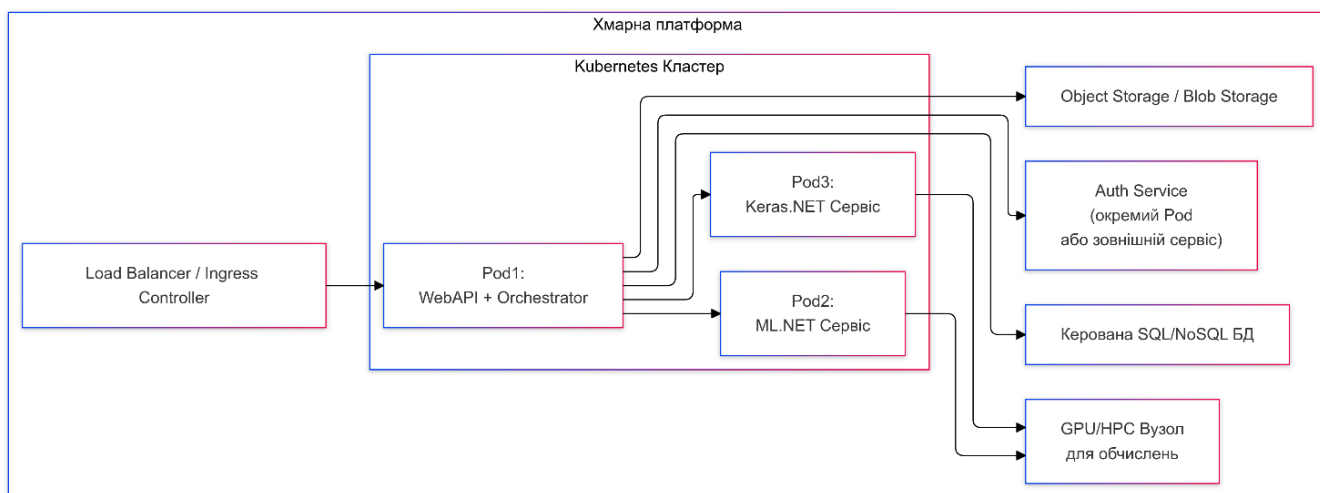 Хмарна платформа
Kubernetes Кластер
Object Storage / Blob Storage
Pod3:
Keras.NET Сервіс
Auth Service
(окремий Pod
або зовнішній сервіс)
Load Balancer / Ingress
Controller
Pod1:
WebAPI + Orchestrator
Pod2:
ML.NET Сервіс
Керована SQL/NoSQL БД
GPU/HPC Вузол
для обчислень